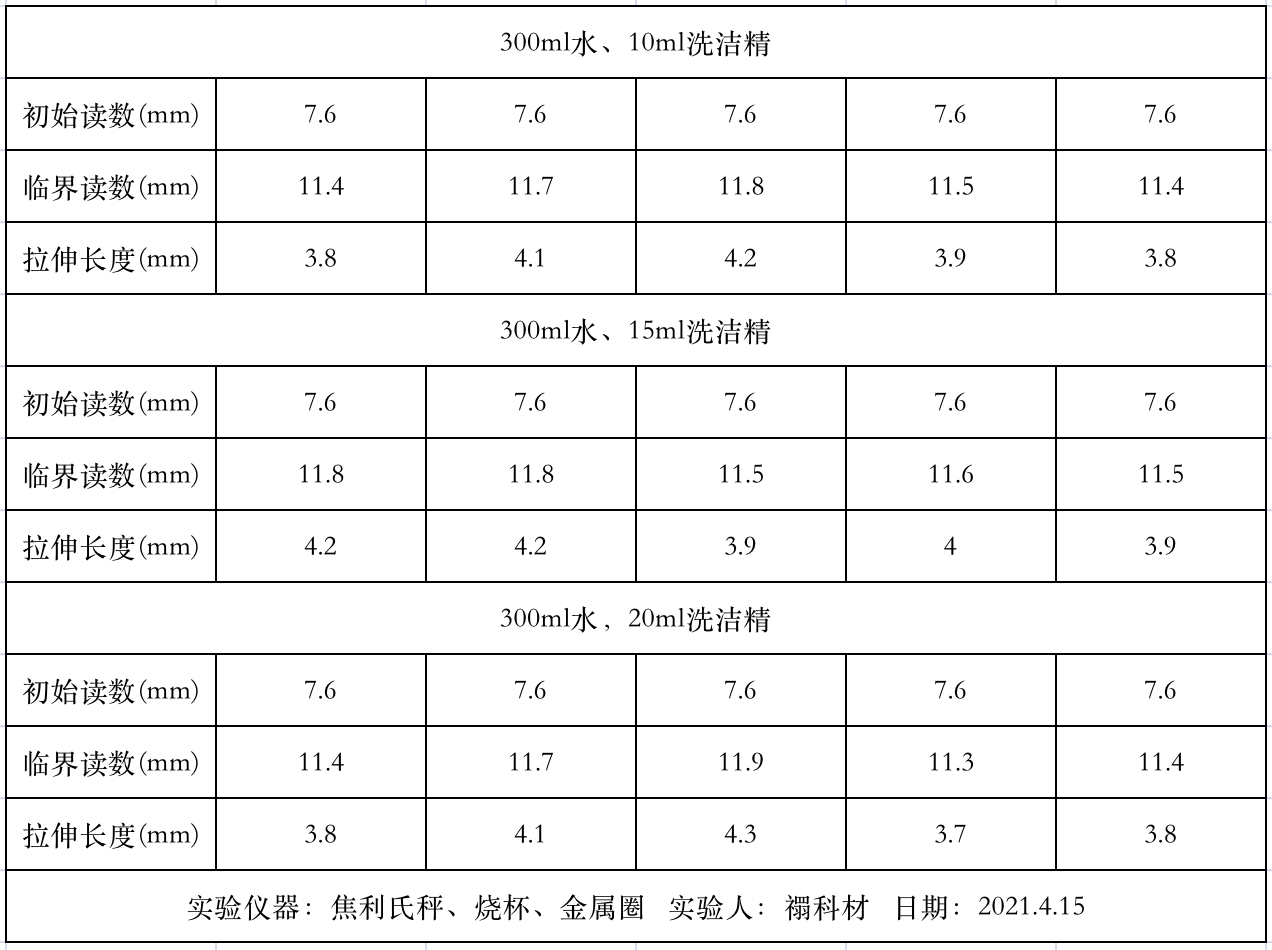 300ml水、10ml洗洁精
初始读数(mm) 7.6 7.6 7.6 7.6 7.6
临界读数(mm) 11.4 11.7 11.8 11.5 11.4
拉伸长度(mm) 3.8 4.1 4.2 3.9 3.8
300ml水、15ml洗洁精
初始读数(mm) 7.6 7.6 7.6 7.6 7.6
临界读数(mm) 11.8 11.8 11.5 11.6 11.5
拉伸长度(mm) 4.2 4.2 3.9 4 3.9
300ml水，20ml洗洁精
初始读数(mm) 7.6 7.6 7.6 7.6 7.6
临界读数(mm) 11.4 11.7 11.9 11.3 11.4
拉伸长度(mm) 3.8 4.1 4.3 3.7 3.8
实验仪器：焦利氏秤、烧杯、金属圈 实验人：禤科材 日期：2021.4.15